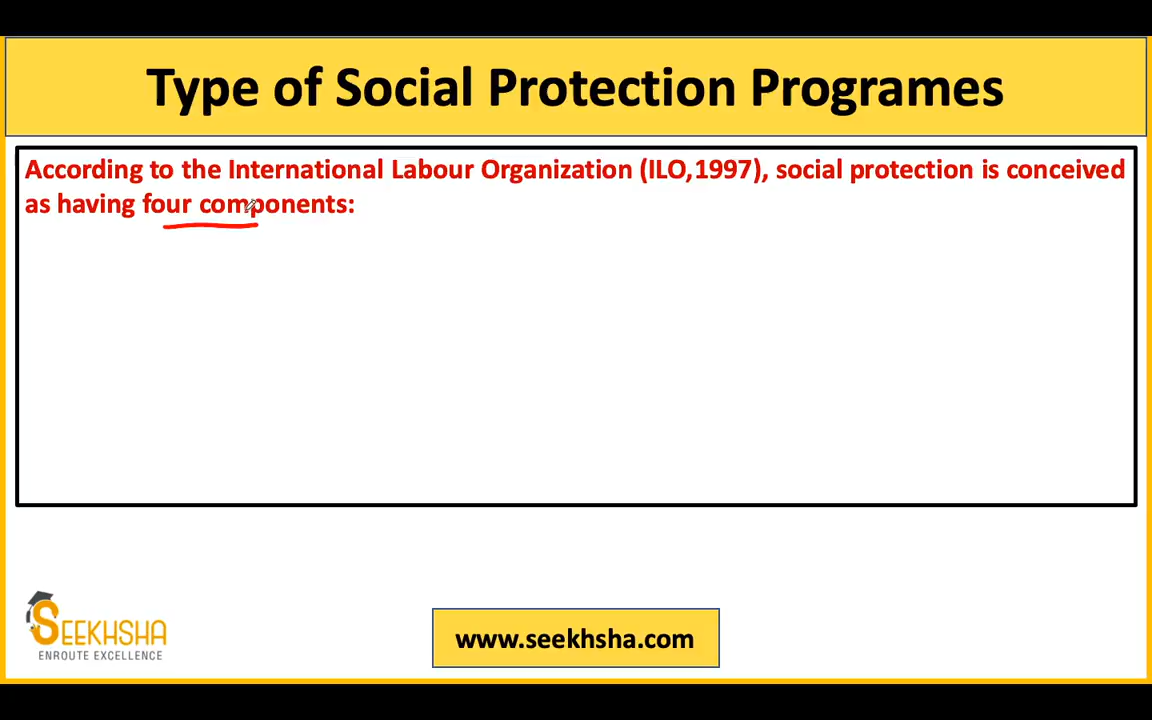 Type of Social Protection Programes
According to the International Labour Organization (ILO,1997), social protection is conceived
as having four components:
SEEKHSHA
ENROUTE EXCELLENCE
www.seekhsha.com